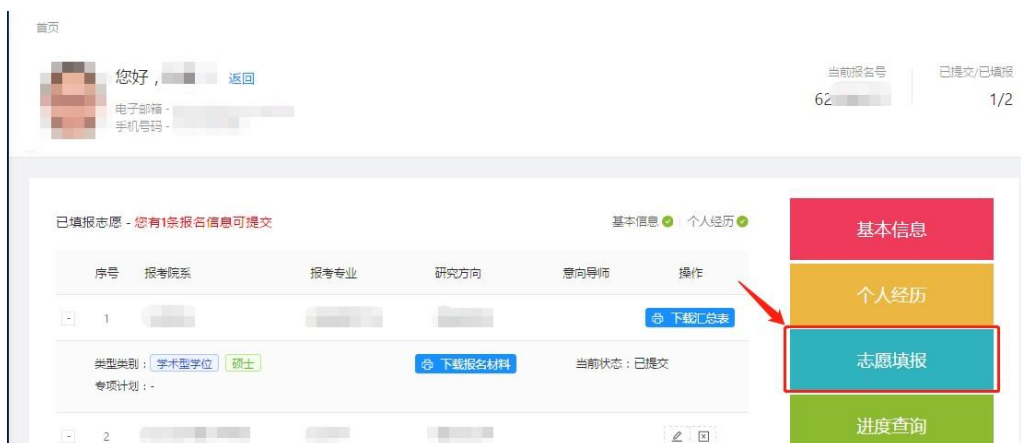 首页
您好，
返回
电子邮箱 -
手机号码 -
当前报名号
62
已提交/已填报
1/2
已填报志愿 - 您有1条报名信息可提交
基本信息
个人经历
序号 报考院系 报考专业 研究方向 意向导师 操作
- 1 下载汇总表
类型类别： 学术型学位 硕士 下载报名材料 当前状态：已提交
专项计划：-
- 2
基本信息
个人经历
志愿填报
进度查询